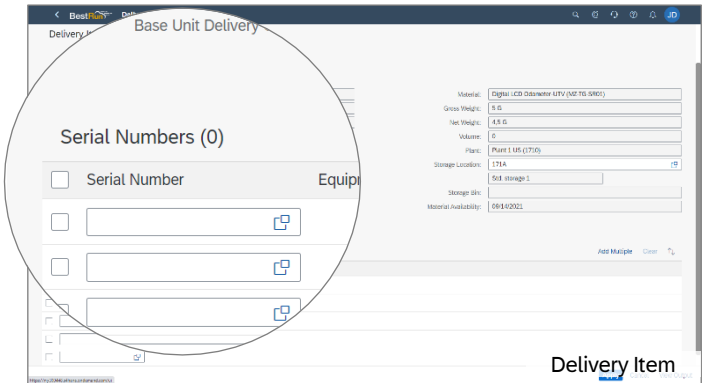 BestRun
JD
Delivery
Base Unit Delivery
Serial Numbers (0)
Serial Number
Material: Digital LCD Odometer-UTV (MZ-TG-SR01)
Gross Weight: 5 G
Net Weight: 4,5 G
Volume: 0
Plant: Plant 1 US (1710)
Storage Location: 171A
Std. storage 1
Storage Bin:
Material Availability: 09/14/2021
Add Multiple Clear
Delivery Item